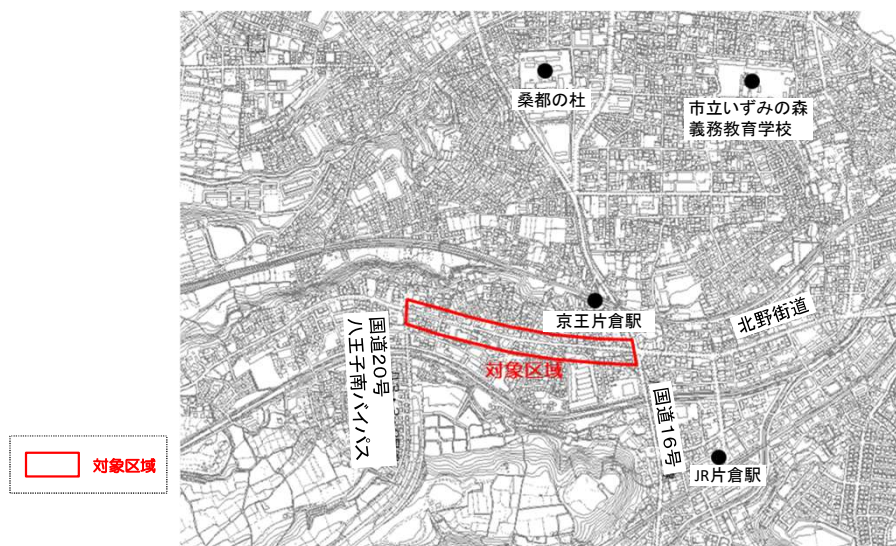 桑都の杜
市立いずみの森
義務教育学校
京王片倉駅
北野街道
対象区域
国道20号
八王子南バイパス
国道16号
JR片倉駅
対象区域